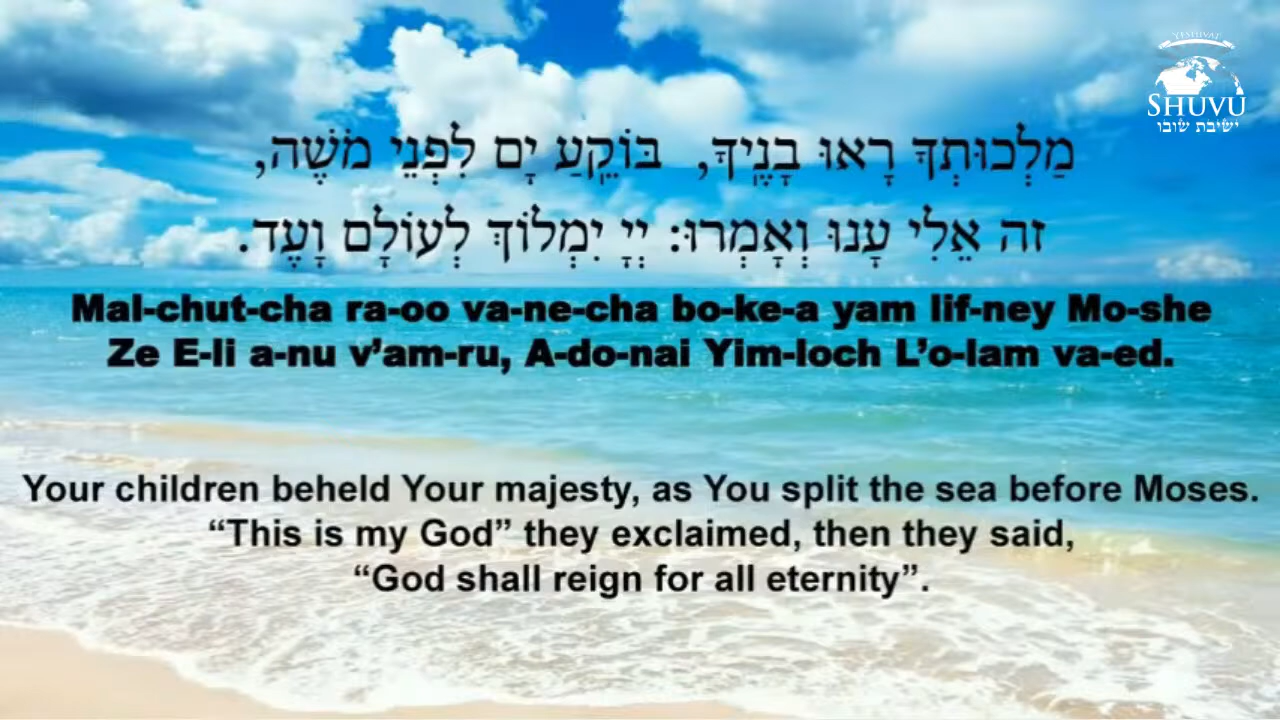 YESHIVAT
SHUVU
ישיבת שובו
מַלְכוּתְךָ רָאוּ בָנֶֽיךָ, בּוֹקֵֽעַ יָם לִפְנֵי מֹשֶׁה,
זה אֵלִי עָנוּ וְאָמְרוּ: יְיָ יִמְלוֹךְ לְעוֹלָם וָעֶד.
Mal-chut-cha ra-oo va-ne-cha bo-ke-a yam lif-ney Mo-she
Ze E-li a-nu v’am-ru, A-do-nai Yim-loch L’o-lam va-ed.
Your children beheld Your majesty, as You split the sea before Moses.
“This is my God” they exclaimed, then they said,
“God shall reign for all eternity”.